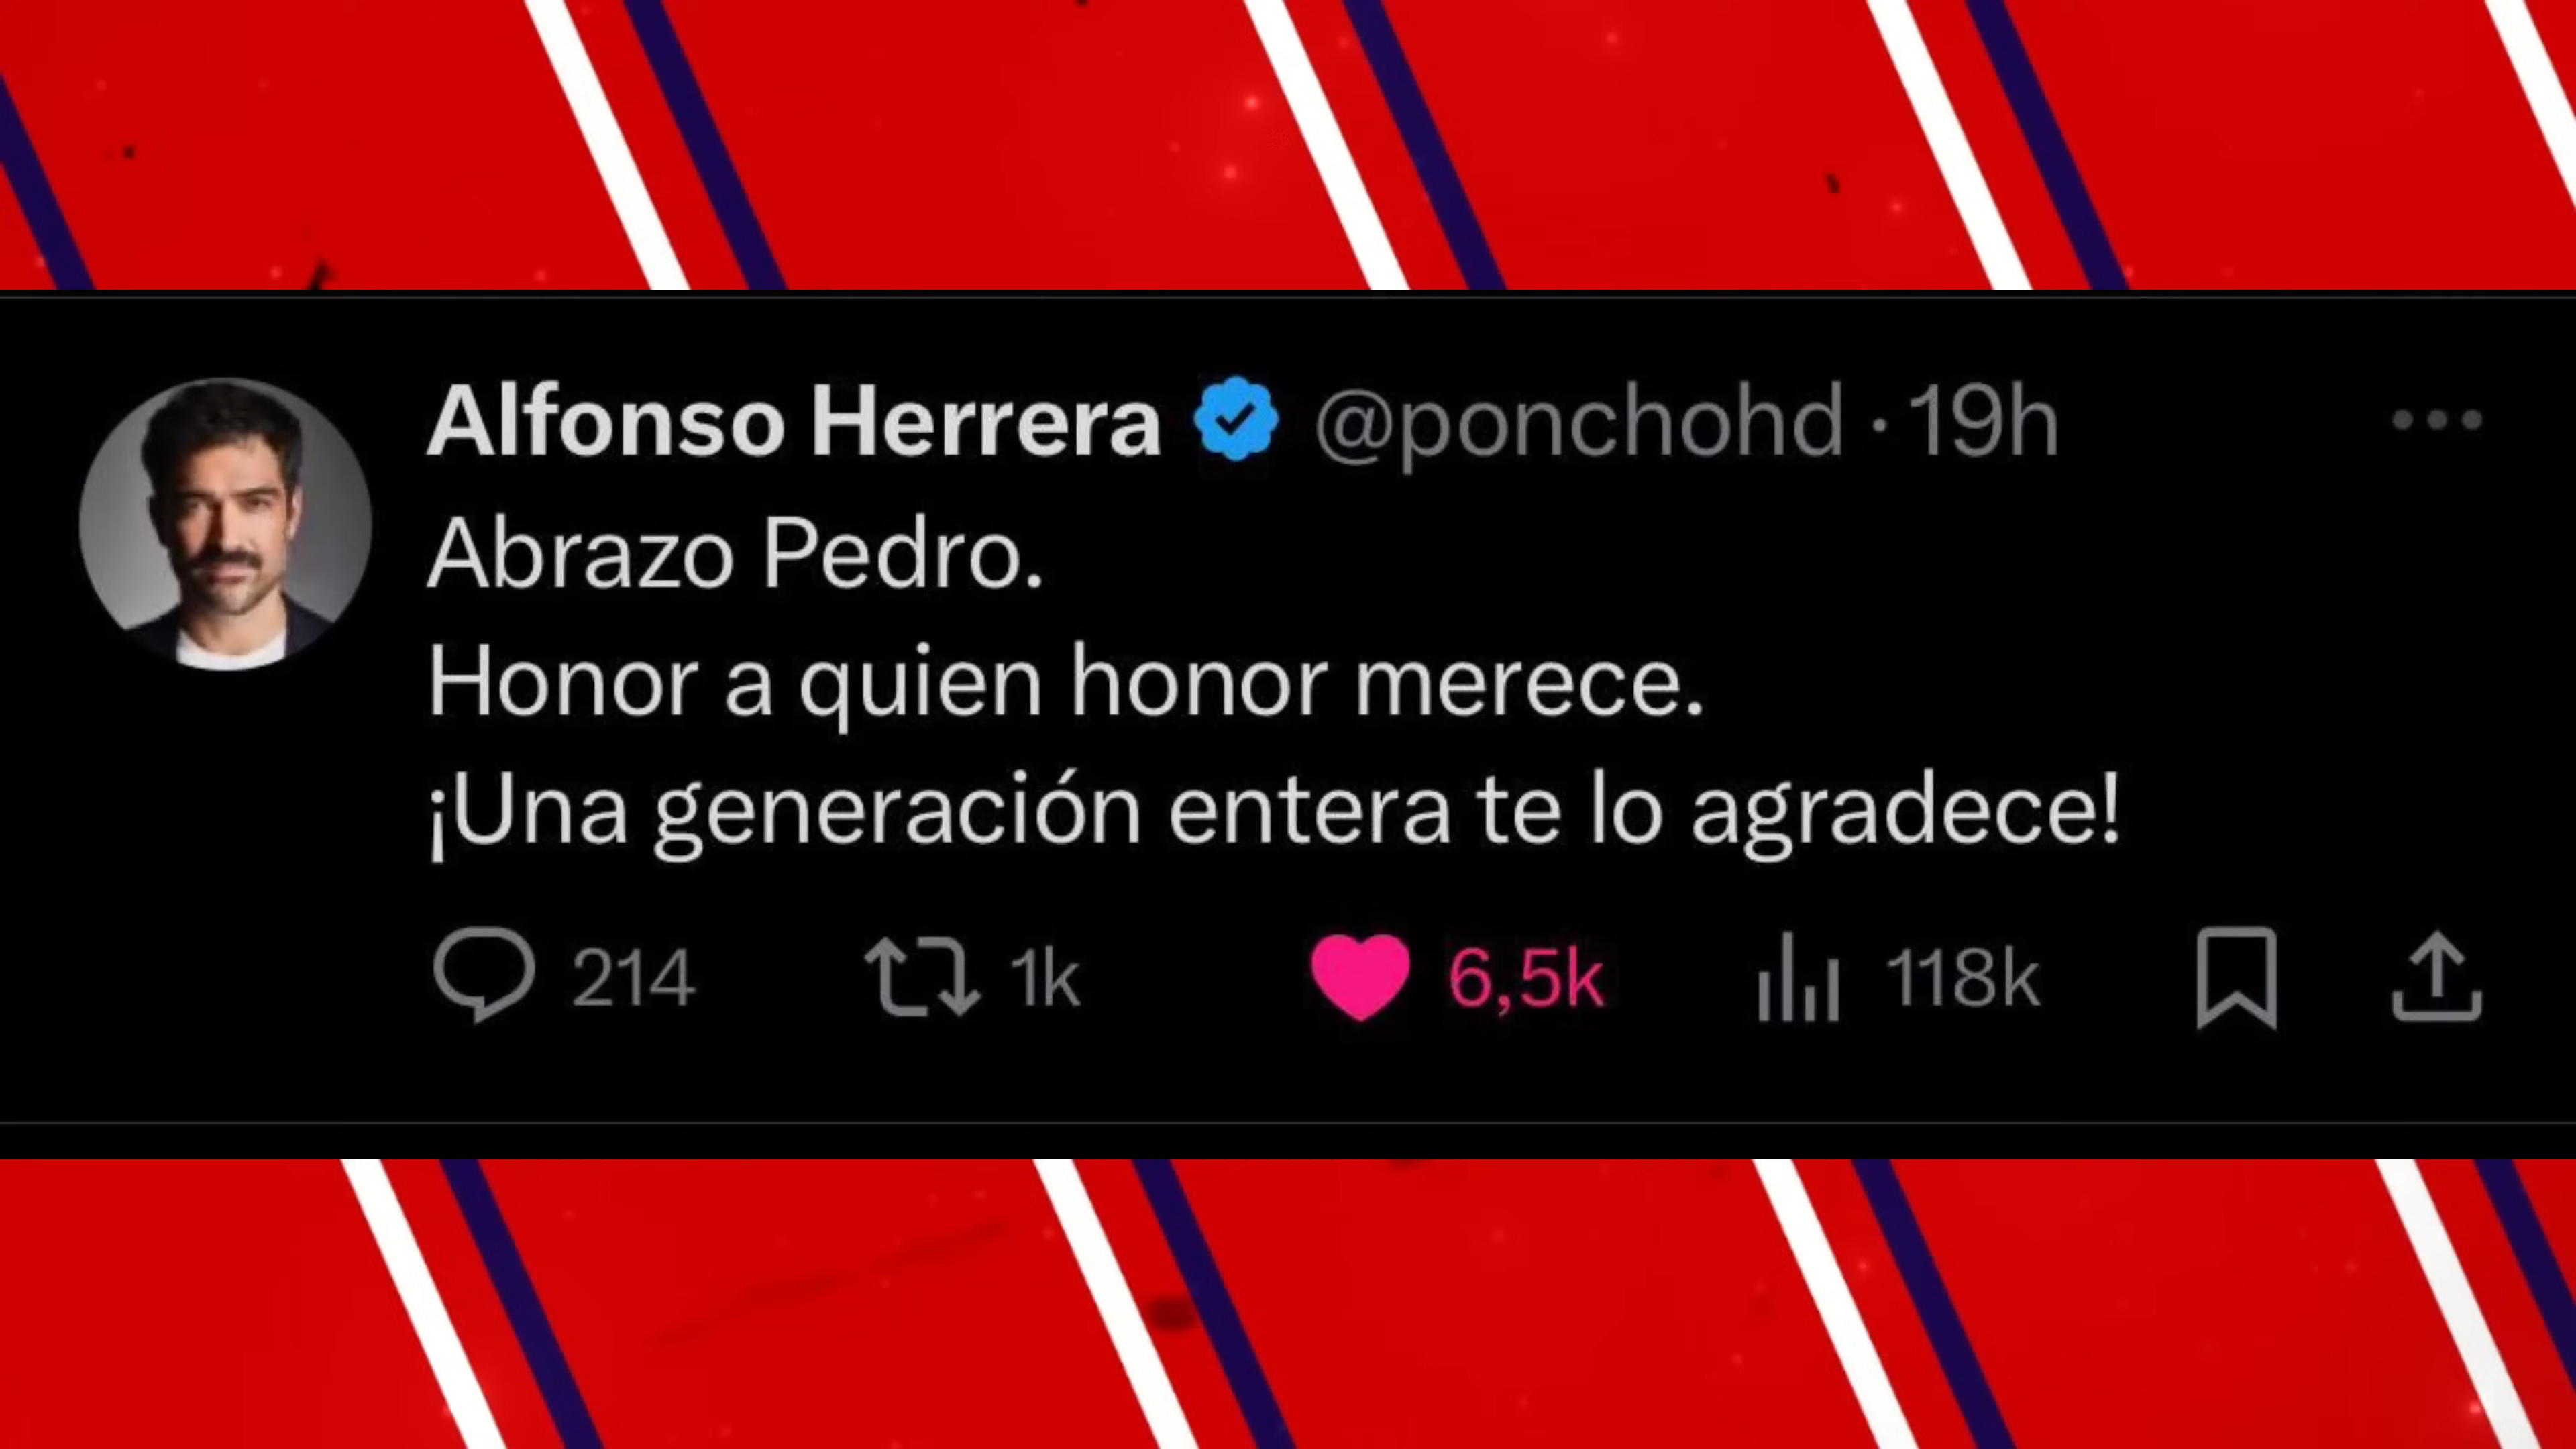 Alfonso Herrera @ponchohd · 19h
Abrazo Pedro.
Honor a quien honor merece.
¡Una generación entera te lo agradece!
214 1k 6,5k 118k